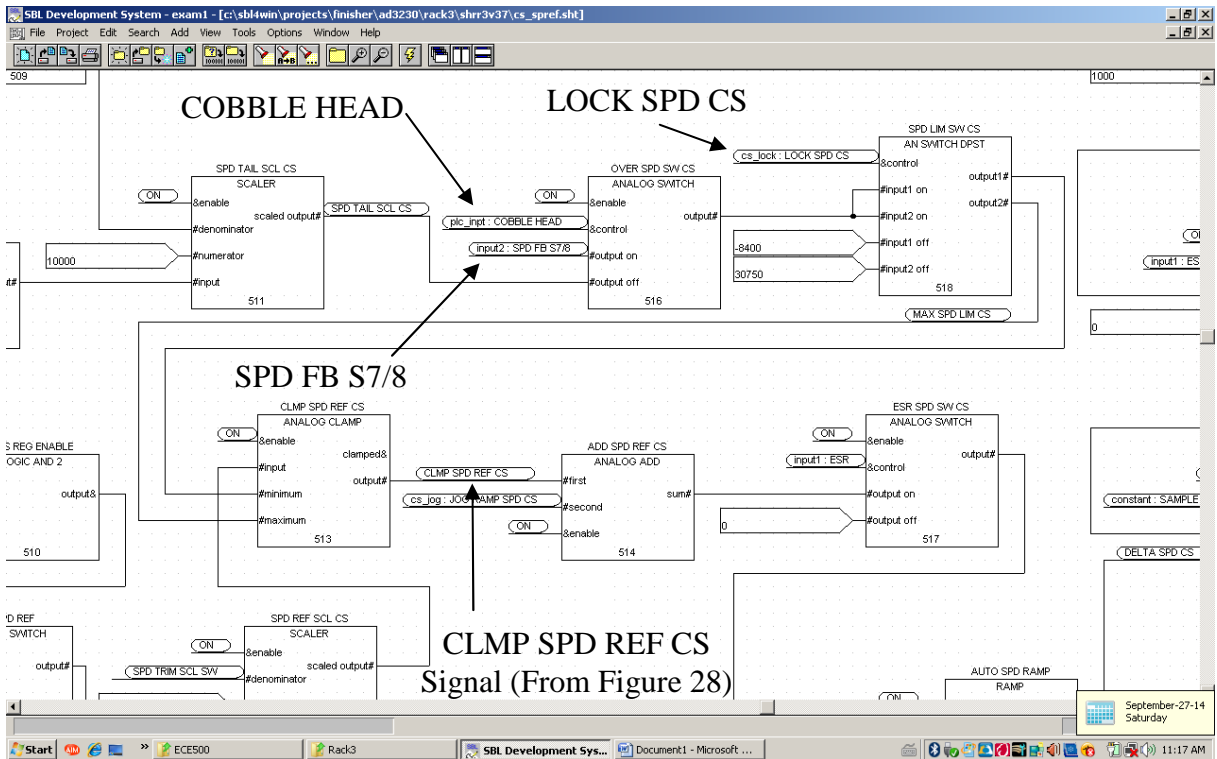 SBL Development System - exam1 - [c:\sbl4win\projects\finisher\ad3230\rack3\shrr3v37\cs_spref.sht]
File Project Edit Search Add View Tools Options Window Help
509
1000
COBBLE HEAD
LOCK SPD CS
SPD LIM SW CS
AN SWITCH DPST
cs_lock : LOCK SPD CS
&control
output1#
#input1 on
output2#
#input2 on
#input1 off
-8400
#input2 off
30750
518
MAX SPD LIM CS
SPD TAIL SCL CS
SCALER
ON
&enable
scaled output#
SPD TAIL SCL CS
#denominator
10000
#numerator
#input
511
OVER SPD SW CS
ANALOG SWITCH
ON
&enable
output#
plc_inpt : COBBLE HEAD
&control
input2 : SPD FB S7/8
#output on
#output off
516
input1 : ES
0
SPD FB S7/8
CLMP SPD REF CS
ANALOG CLAMP
ON
&enable
clamped&
#input
output#
CLMP SPD REF CS
#minimum
#maximum
513
S REG ENABLE
OGIC AND 2
output&
510
ADD SPD REF CS
ANALOG ADD
#first
sum#
cs_jog : JOG RAMP SPD CS
#second
ON
&enable
514
ESR SPD SW CS
ANALOG SWITCH
ON
&enable
output#
input1 : ESR
&control
#output on
0
#output off
517
constant : SAMPLE
DELTA SPD CS
PD REF
SWITCH
output#
SPD REF SCL CS
SCALER
ON
&enable
scaled output#
SPD TRIM SCL SW
#denominator
CLMP SPD REF CS
Signal (From Figure 28)
AUTO SPD RAMP
RAMP
ON
September-27-14
Saturday
Start
ECE500
Rack3
SBL Development Sys...
Document1 - Microsoft ...
11:17 AM